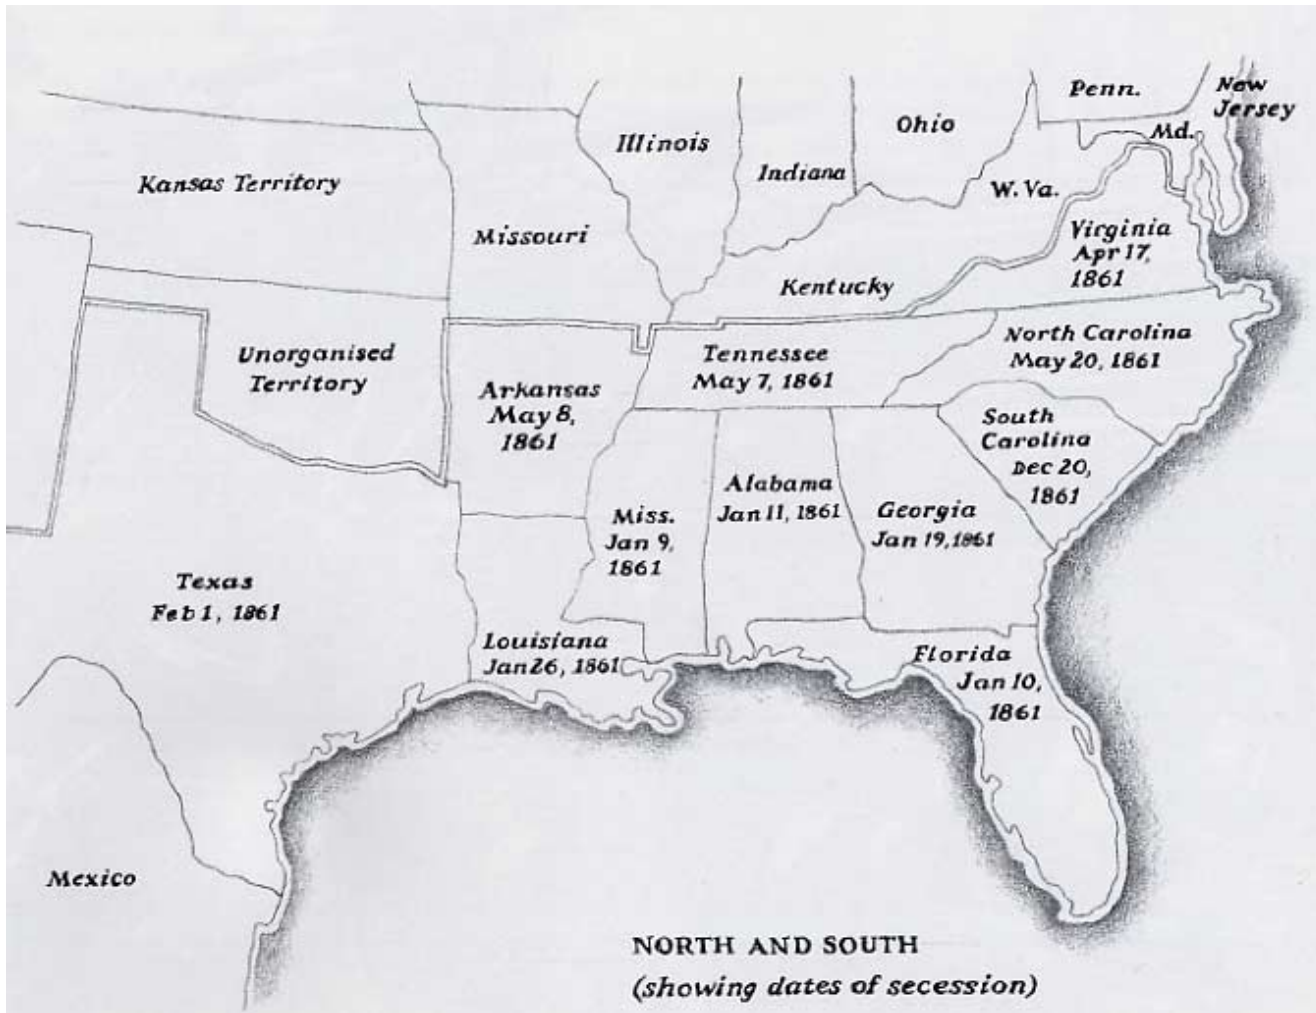 Penn.
New
Jersey
Md.
Ohio
Illinois
Indiana
W. Va.
Kansas Territory
Missouri
Kentucky
Virginia
Apr 17,
1861
Unorganised
Territory
Arkansas
May 8,
1861
Tennessee
May 7, 1861
North Carolina
May 20, 1861
South
Carolina
Dec 20,
1861
Miss.
Jan 9,
1861
Alabama
Jan 11, 1861
Georgia
Jan 19, 1861
Texas
Feb 1, 1861
Louisiana
Jan 26, 1861
Florida
Jan 10,
1861
Mexico
NORTH AND SOUTH
(showing dates of secession)